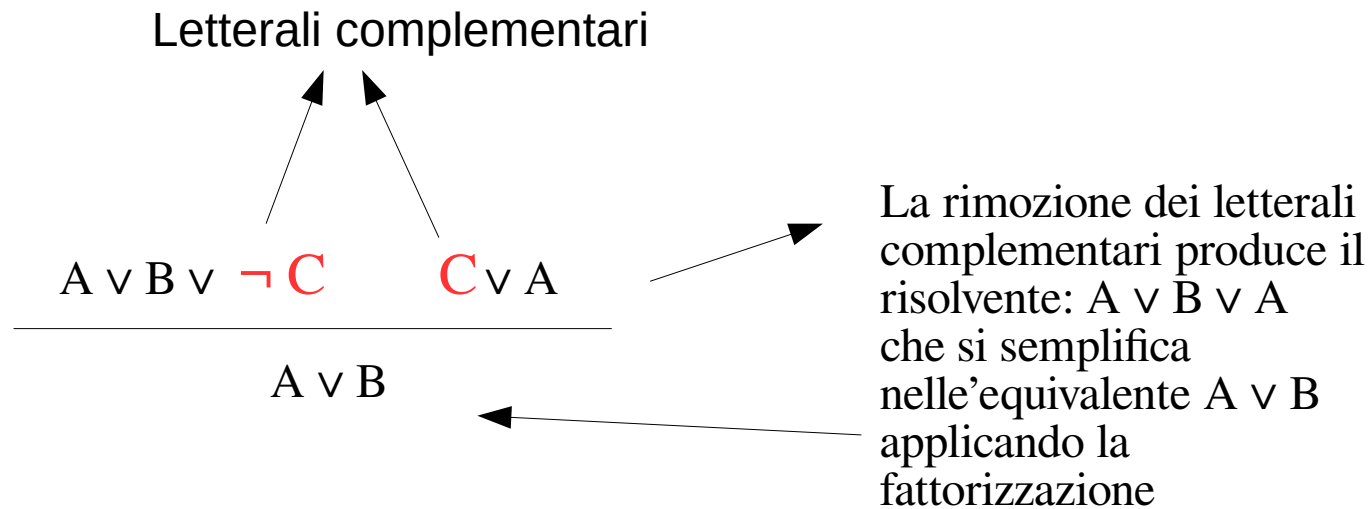 Letterali complementari
A ∨ B ∨ ¬ C C ∨ A
A ∨ B
La rimozione dei letterali
complementari produce il
risolvente: A ∨ B ∨ A
che si semplifica
nelle’equivalente A ∨ B
applicando la
fattorizzazione